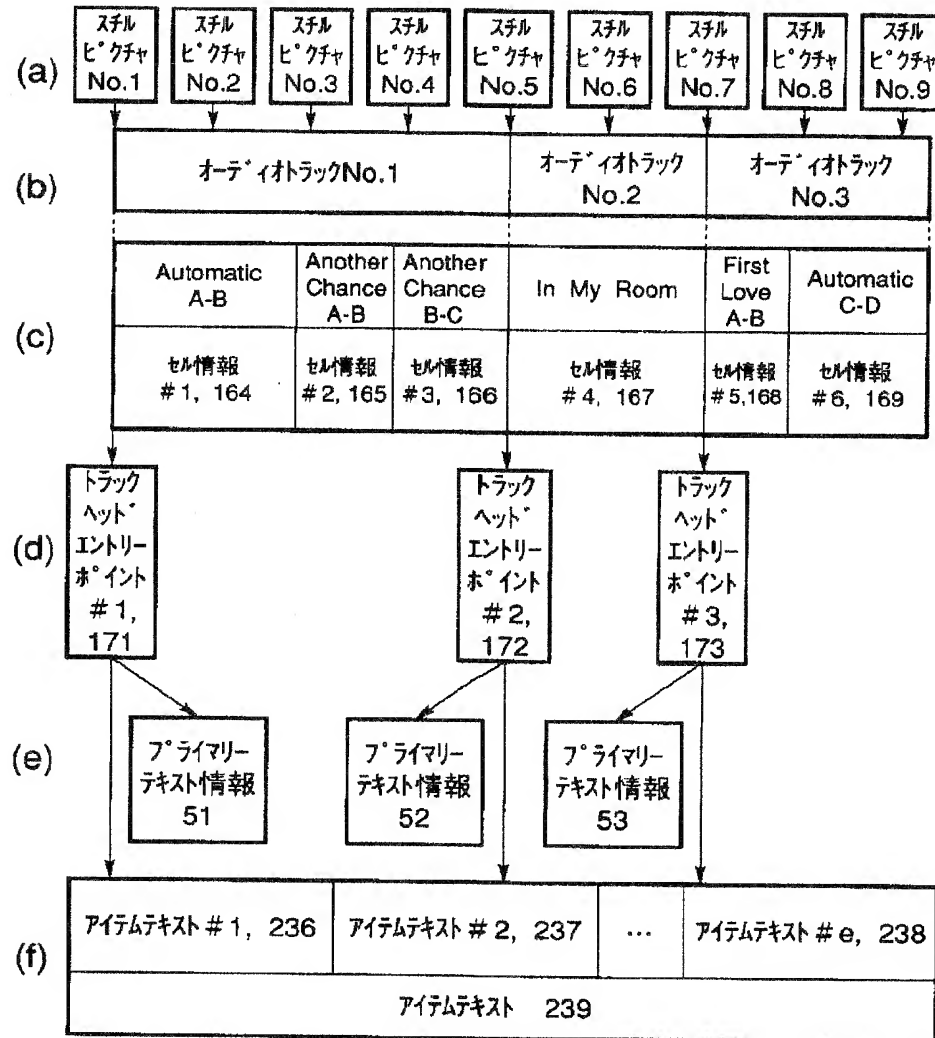 (a)
スチル
ピクチャ
No.1
スチル
ピクチャ
No.2
スチル
ピクチャ
No.3
スチル
ピクチャ
No.4
スチル
ピクチャ
No.5
スチル
ピクチャ
No.6
スチル
ピクチャ
No.7
スチル
ピクチャ
No.8
スチル
ピクチャ
No.9
(b)
オーディオトラックNo.1
オーディオトラック
No.2
オーディオトラック
No.3
(c)
Automatic
A-B
Another
Chance
A-B
Another
Chance
B-C
In My Room
First
Love
A-B
Automatic
C-D
セル情報
#1, 164
セル情報
#2, 165
セル情報
#3, 166
セル情報
#4, 167
セル情報
#5,168
セル情報
#6, 169
(d)
トラック
ヘッド
エントリー
ポイント
#1,
171
トラック
ヘッド
エントリー
ポイント
#2,
172
トラック
ヘッド
エントリー
ポイント
#3,
173
(e)
プライマリー
テキスト情報
51
プライマリー
テキスト情報
52
プライマリー
テキスト情報
53
(f)
アイテムテキスト #1, 236
アイテムテキスト #2, 237
...
アイテムテキスト #e, 238
アイテムテキスト 239